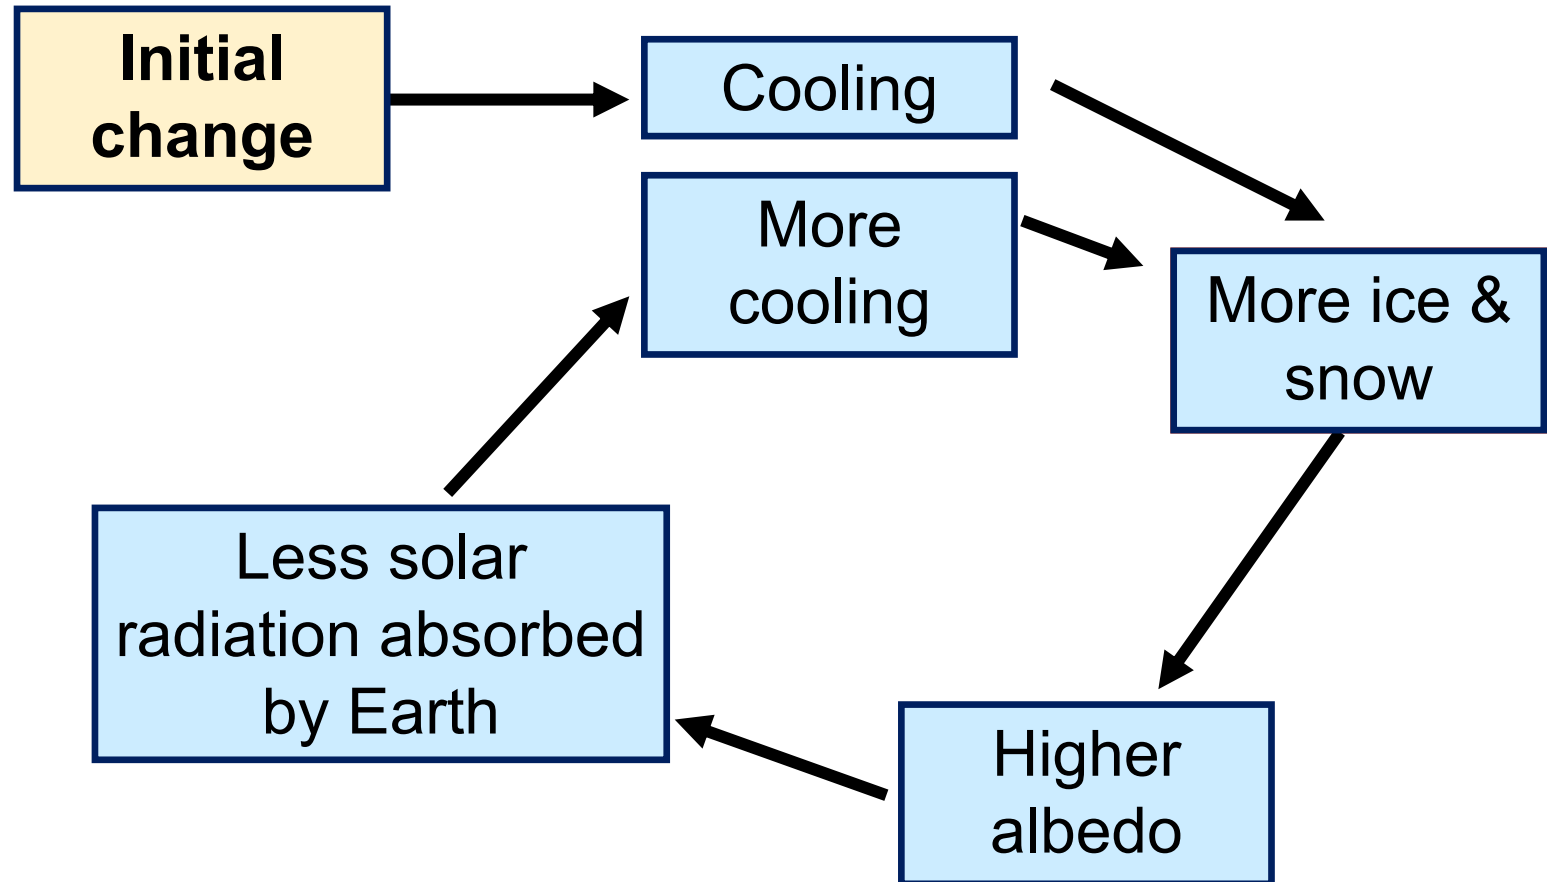 Initial
change
Cooling
More
cooling
More ice &
snow
Less solar
radiation absorbed
by Earth
Higher
albedo